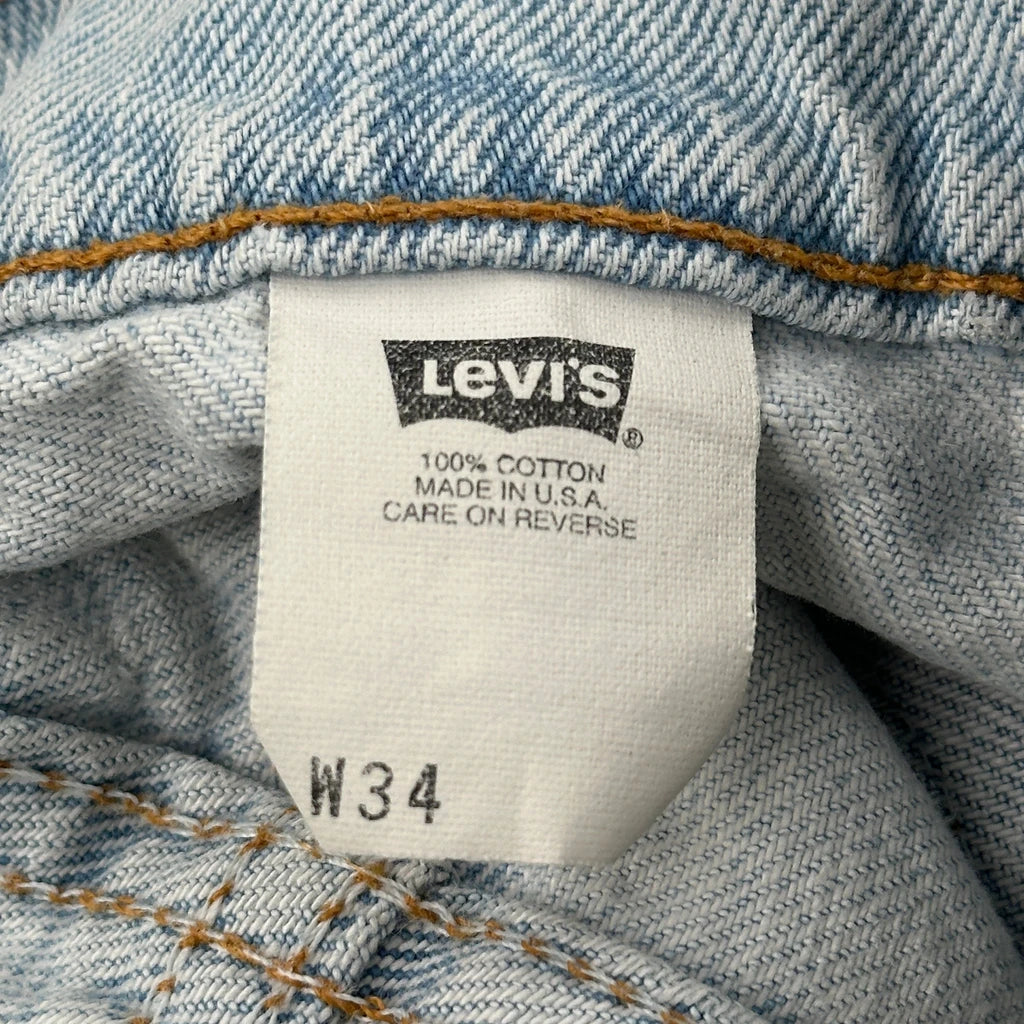 Levi's®
100% COTTON
MADE IN U.S.A.
CARE ON REVERSE
W34